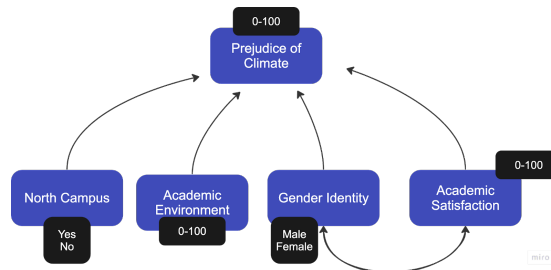 0-100
Prejudice of
Climate
North Campus
Yes
No
Academic
Environment
0-100
Gender Identity
Male
Female
Academic
Satisfaction
0-100
miro